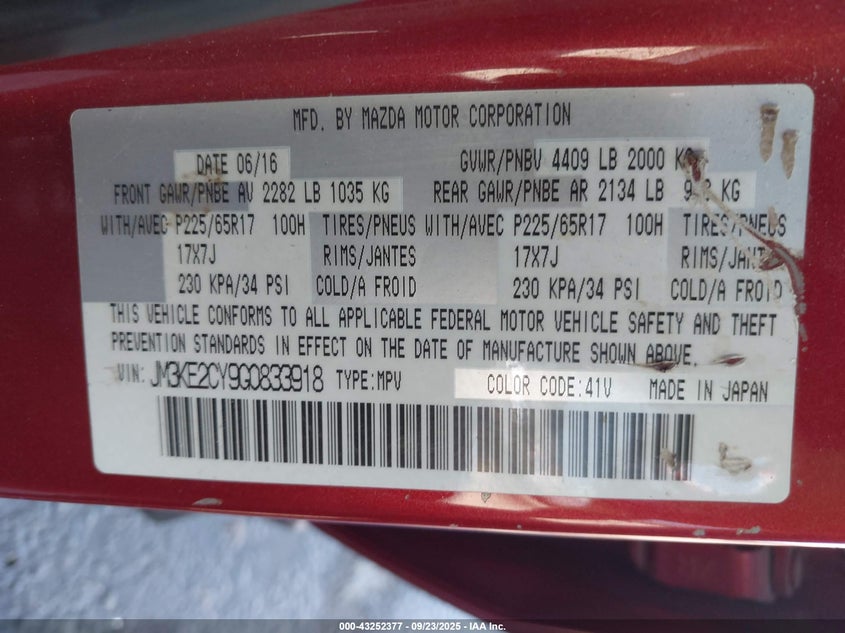 MFD. BY MAZDA MOTOR CORPORATION
DATE 06/16 GVWR/PNBV 4409 LB 2000
FRONT GAWR/PNBE AV 2282 LB 1035 KG REAR GAWR/PNBE AR 2134 LB KG
WITH/AVEC P225/65R17 100H TIRES/PNEUS WITH/AVEC P225/65R17 100H TIRES/PNEUS
17X7J RIMS/JANTES 17X7J RIMS/JANTES
230 KPA/34 PSI COLD/A FROID 230 KPA/34 PSI COLD/A FROID
THIS VEHICLE CONFORMS TO ALL APPLICABLE FEDERAL MOTOR VEHICLE SAFETY AND THEFT
PREVENTION STANDARDS IN EFFECT ON THE DATE OF MANUFACTURE SHOWN ABOVE.
VIN: JM3KE2CY9G0833918 TYPE:MPV COLOR CODE:41V MADE IN JAPAN
000-43252377 - 09/23/2025 - IAA Inc.